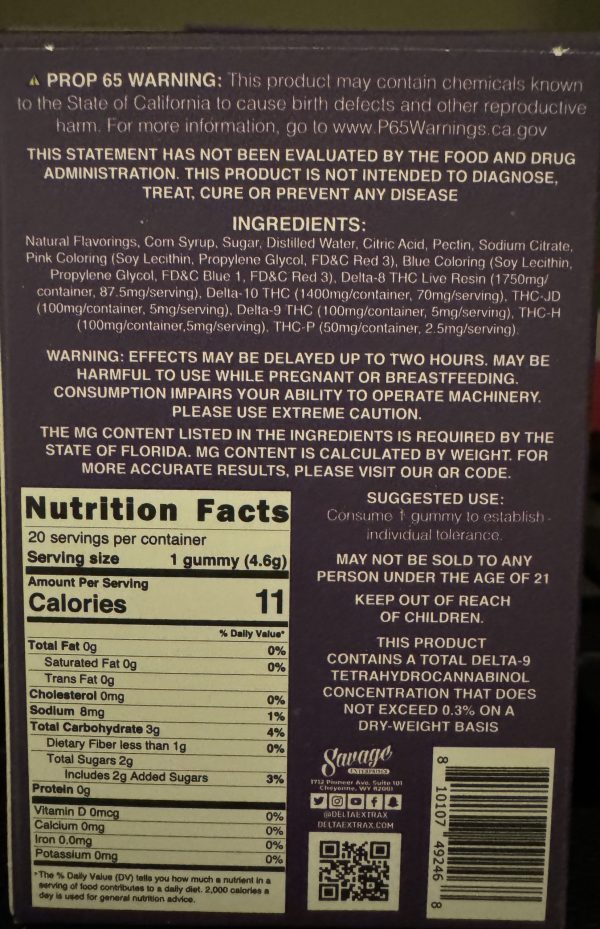 ⚠ PROP 65 WARNING: This product may contain chemicals known
to the State of California to cause birth defects and other reproductive
harm. For more information, go to www.P65Warnings.ca.gov
THIS STATEMENT HAS NOT BEEN EVALUATED BY THE FOOD AND DRUG
ADMINISTRATION. THIS PRODUCT IS NOT INTENDED TO DIAGNOSE,
TREAT, CURE OR PREVENT ANY DISEASE
INGREDIENTS:
Natural Flavorings, Corn Syrup, Sugar, Distilled Water, Citric Acid, Pectin, Sodium Citrate,
Pink Coloring (Soy Lecithin, Propylene Glycol, FD&C Red 3), Blue Coloring (Soy Lecithin,
Propylene Glycol, FD&C Blue 1, FD&C Red 3), Delta-8 THC Live Resin (1750mg/
container, 87.5mg/serving), Delta-10 THC (1400mg/container, 70mg/serving), THC-JD
(100mg/container, 5mg/serving), Delta-9 THC (100mg/container, 5mg/serving), THC-H
(100mg/container,5mg/serving), THC-P (50mg/container, 2.5mg/serving)
WARNING: EFFECTS MAY BE DELAYED UP TO TWO HOURS. MAY BE
HARMFUL TO USE WHILE PREGNANT OR BREASTFEEDING.
CONSUMPTION IMPAIRS YOUR ABILITY TO OPERATE MACHINERY.
PLEASE USE EXTREME CAUTION.
THE MG CONTENT LISTED IN THE INGREDIENTS IS REQUIRED BY THE
STATE OF FLORIDA. MG CONTENT IS CALCULATED BY WEIGHT. FOR
MORE ACCURATE RESULTS, PLEASE VISIT OUR QR CODE.
Nutrition Facts
20 servings per container
Serving size 1 gummy (4.6g)
Amount Per Serving
Calories 11
% Daily Value*
Total Fat 0g 0%
Saturated Fat 0g 0%
Trans Fat 0g
Cholesterol 0mg 0%
Sodium 8mg 1%
Total Carbohydrate 3g 4%
Dietary Fiber less than 1g 0%
Total Sugars 2g
Includes 2g Added Sugars 3%
Protein 0g
Vitamin D 0mcg 0%
Calcium 0mg 0%
Iron 0.0mg 0%
Potassium 0mg 0%
*The % Daily Value (DV) tells you how much a nutrient in a
serving of food contributes to a daily diet. 2,000 calories a
day is used for general nutrition advice.
SUGGESTED USE:
Consume 1 gummy to establish
individual tolerance.
MAY NOT BE SOLD TO ANY
PERSON UNDER THE AGE OF 21
KEEP OUT OF REACH
OF CHILDREN.
THIS PRODUCT
CONTAINS A TOTAL DELTA-9
TETRAHYDROCANNABINOL
CONCENTRATION THAT DOES
NOT EXCEED 0.3% ON A
DRY-WEIGHT BASIS
Savage
ENTERPRISES
1712 Pioneer Ave. Suite 101
Cheyenne, WY 82001
@DELTAEXTRAX
DELTAEXTRAX.COM
8 10107 49246 8